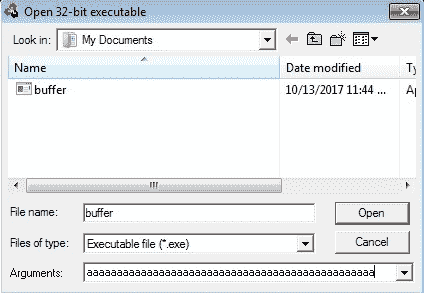 Open 32-bit executable
Look in: My Documents
Name Date modified Ty
buffer 10/13/2017 11:44 ... Ap
File name: buffer Open
Files of type: Executable file (*.exe) Cancel
Arguments: aaaaaaaaaaaaaaaaaaaaaaaaaaaaaaaaaaaaaaaaaaaaaaaa